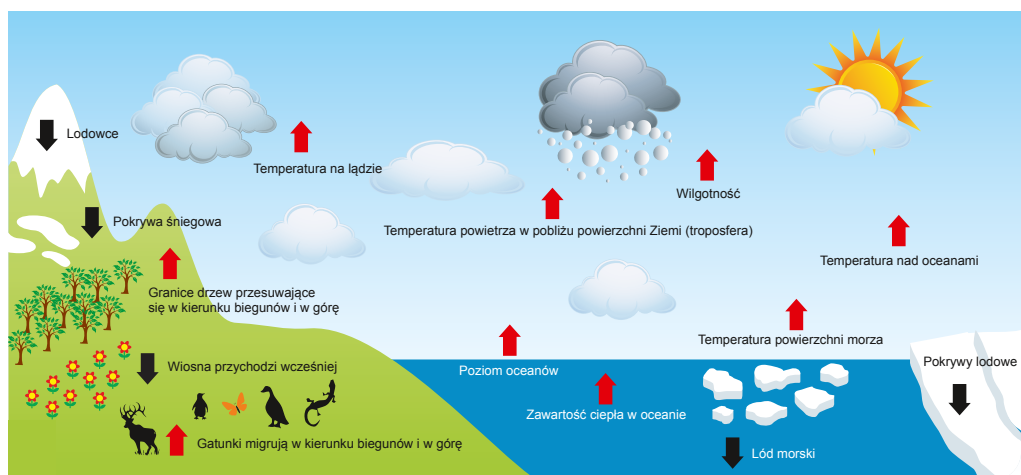 Lodowce
Temperatura na lądzie
Wilgotność
Pokrywa śniegowa
Temperatura powietrza w pobliżu powierzchni Ziemi (troposfera)
Temperatura nad oceanami
Granice drzew przesuwające
się w kierunku biegunów i w górę
Temperatura powierzchni morza
Wiosna przychodzi wcześniej
Poziom oceanów
Pokrywy lodowe
Zawartość ciepła w oceanie
Gatunki migrują w kierunku biegunów i w górę
Lód morski